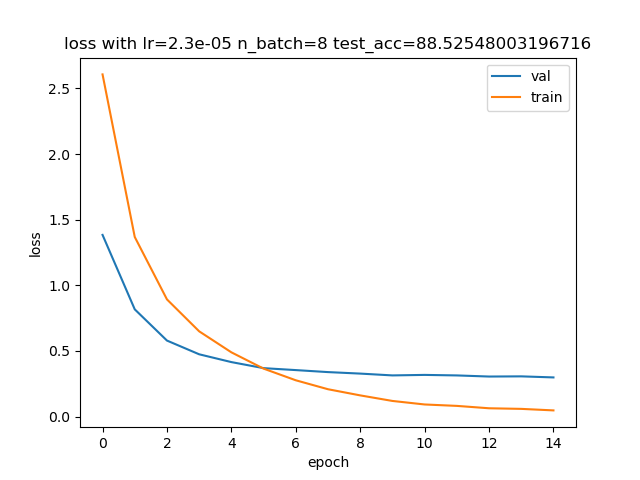 loss with lr=2.3e-05 n_batch=8 test_acc=88.52548003196716
val
train
2.5
2.0
1.5
1.0
0.5
0.0
loss
0 2 4 6 8 10 12 14
epoch